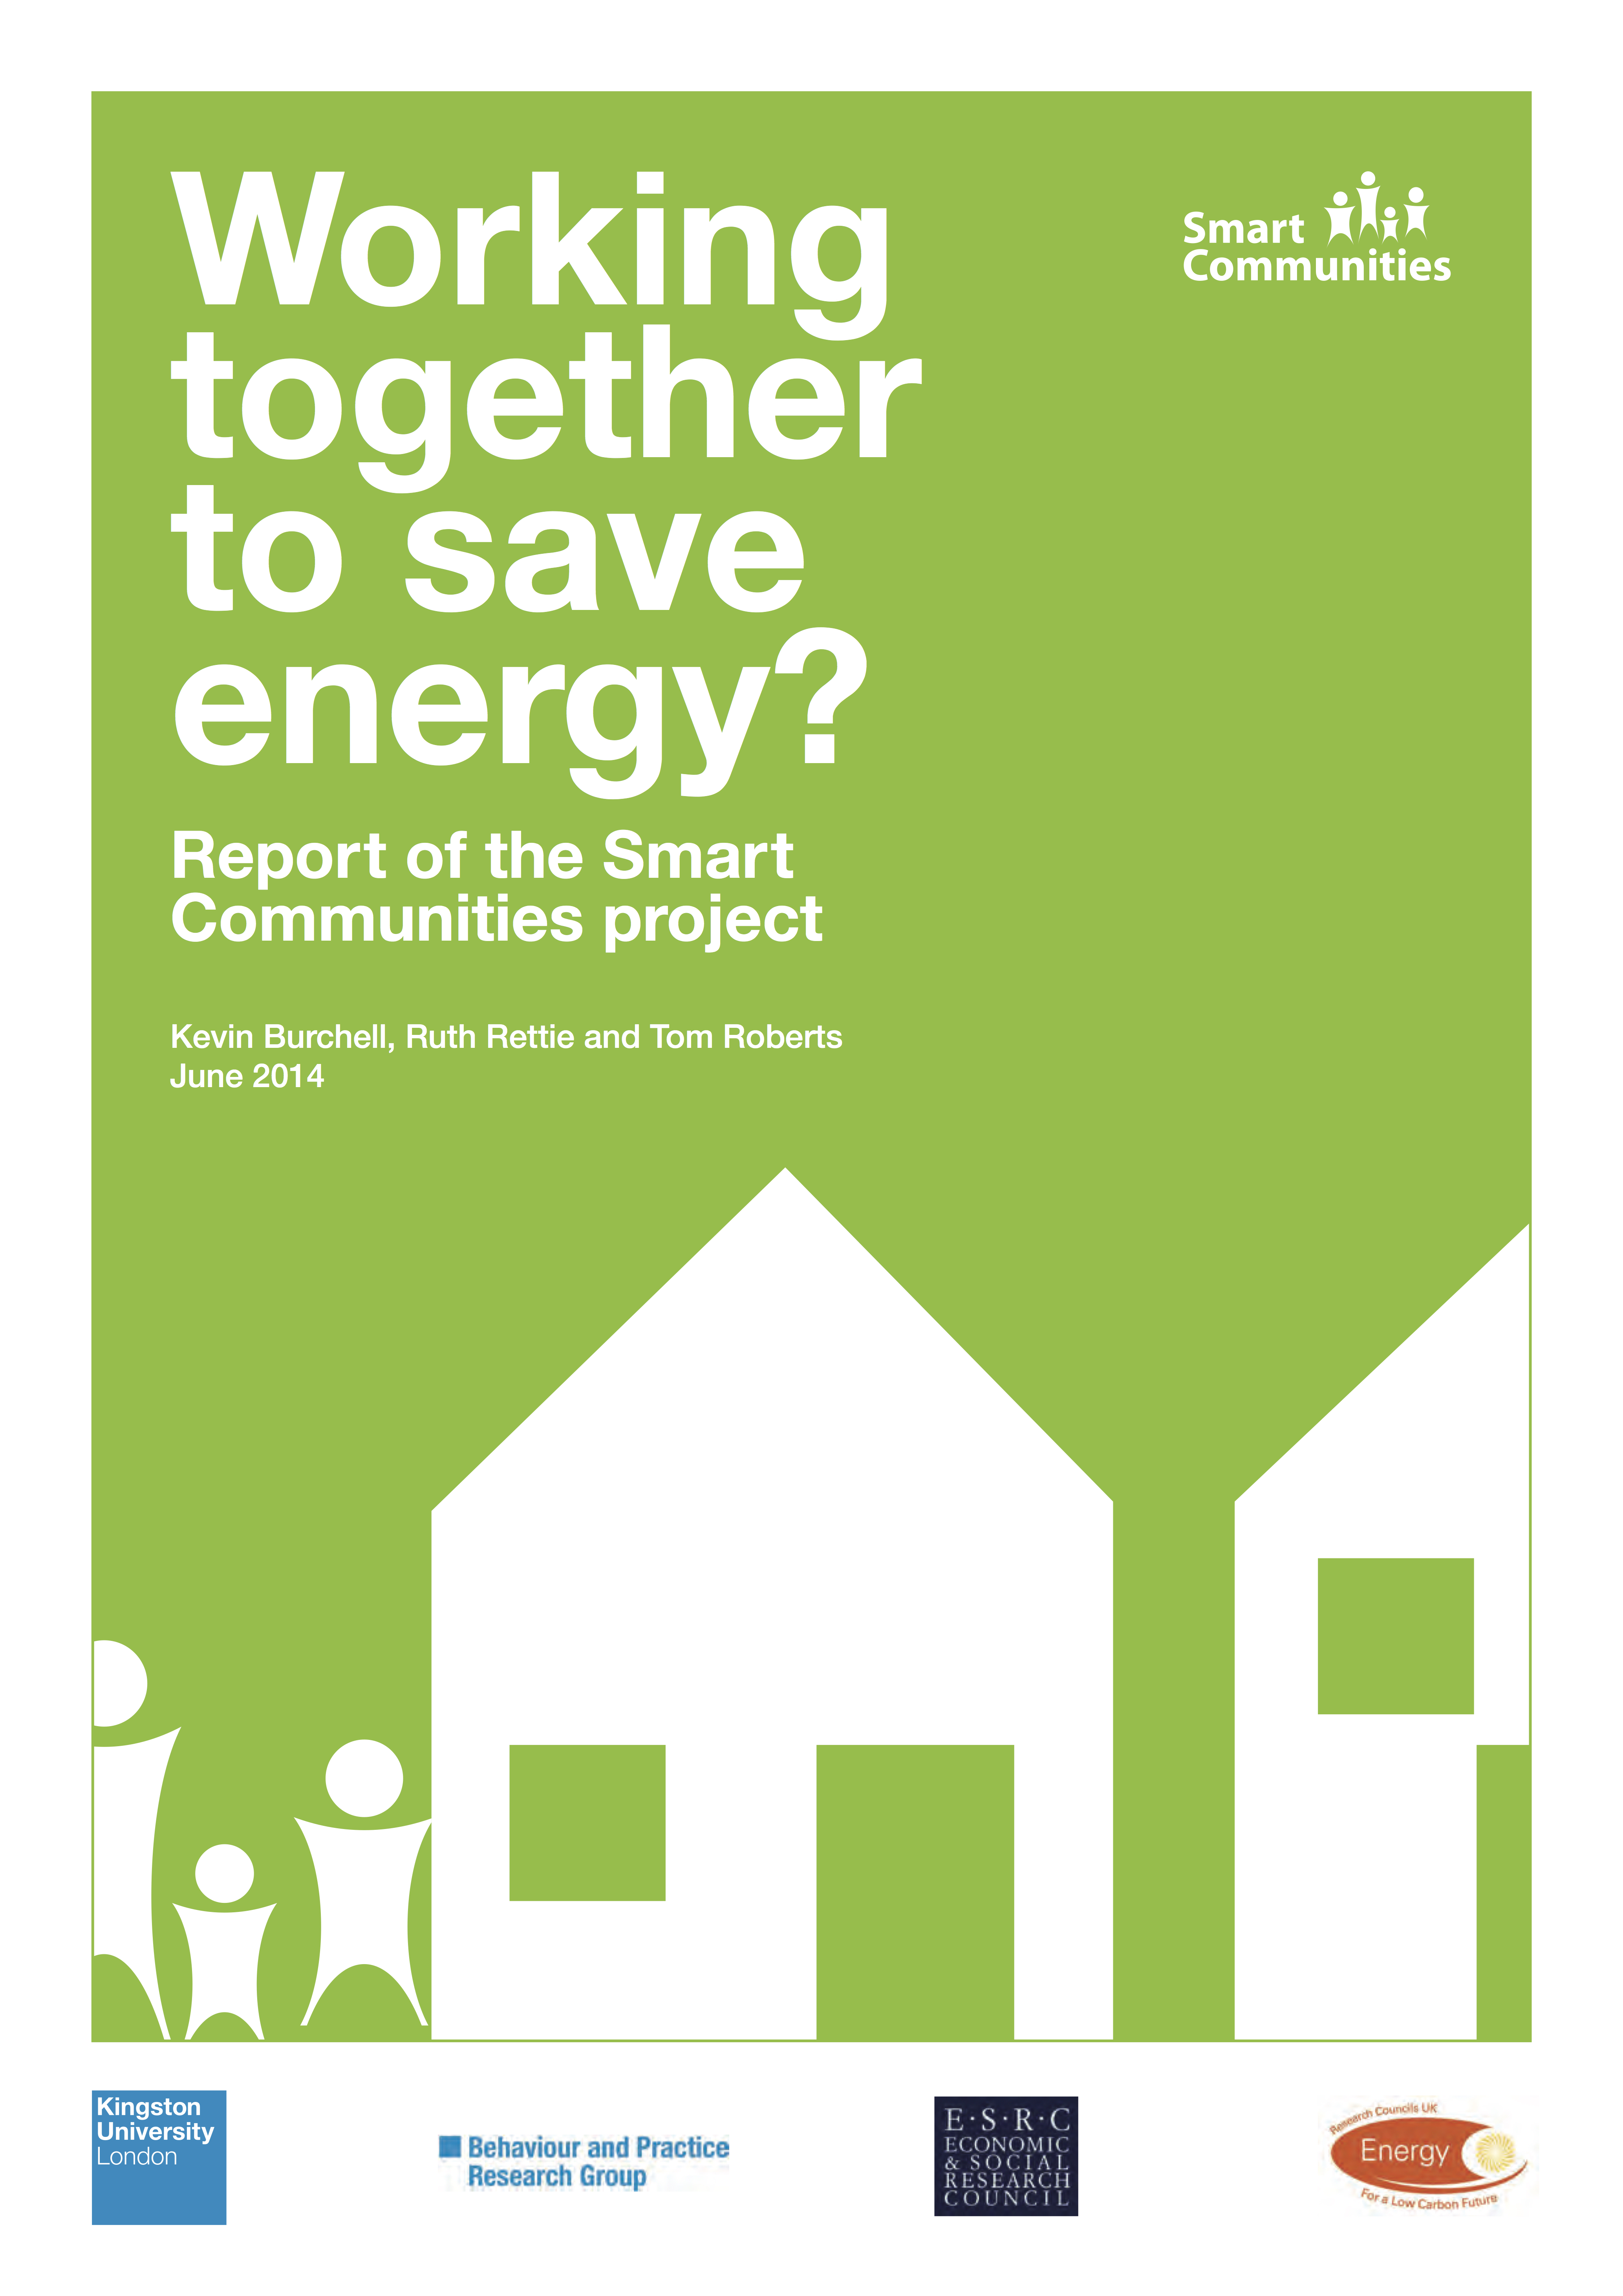 Working
together
to save
energy?
Smart
Communities
Report of the Smart
Communities project
Kevin Burchell, Ruth Rettie and Tom Roberts
June 2014
Kingston
University
London
Behaviour and Practice
Research Group
E·S·R·C
ECONOMIC
& SOCIAL
RESEARCH
COUNCIL
Research Councils UK
Energy
For a Low Carbon Future